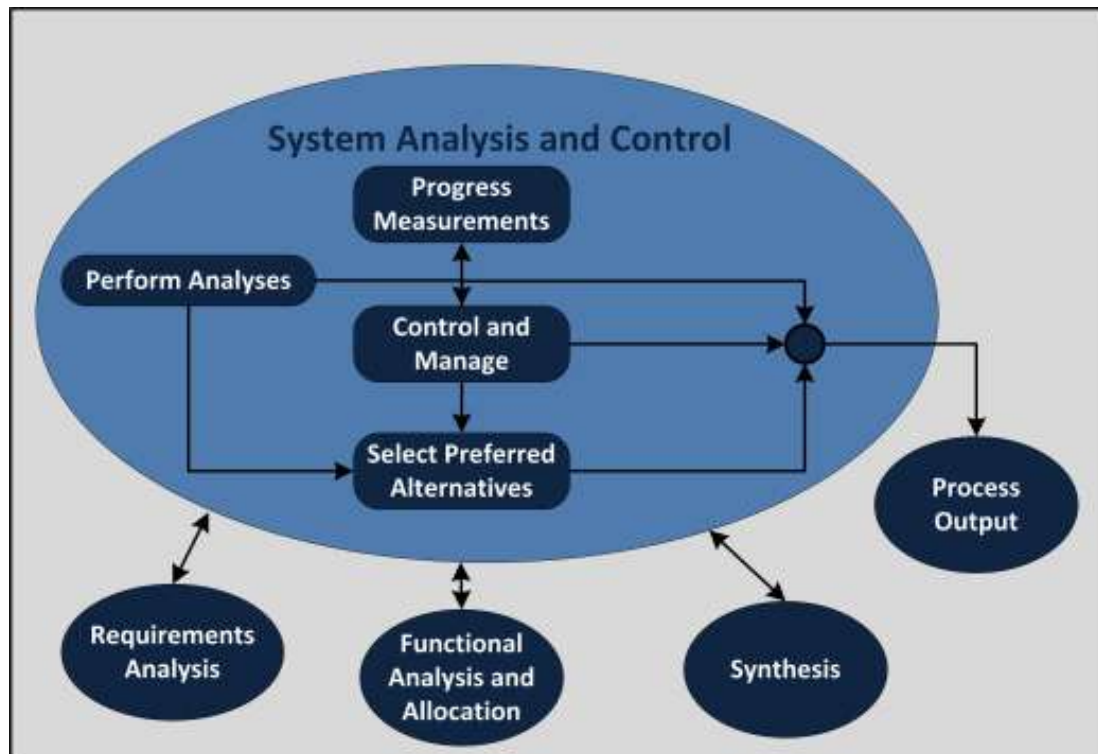 System Analysis and Control
Progress
Measurements
Perform Analyses
Control and
Manage
Select Preferred
Alternatives
Process
Output
Requirements
Analysis
Functional
Analysis and
Allocation
Synthesis